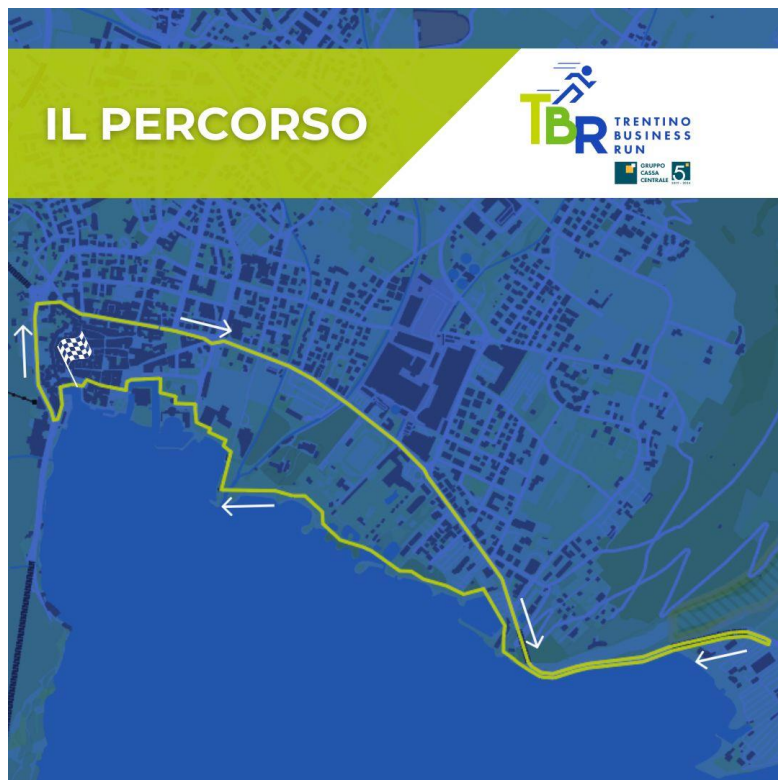 IL PERCORSO
TBR
TRENTINO
BUSINESS
RUN
GRUPPO
CASSA
CENTRALE
5